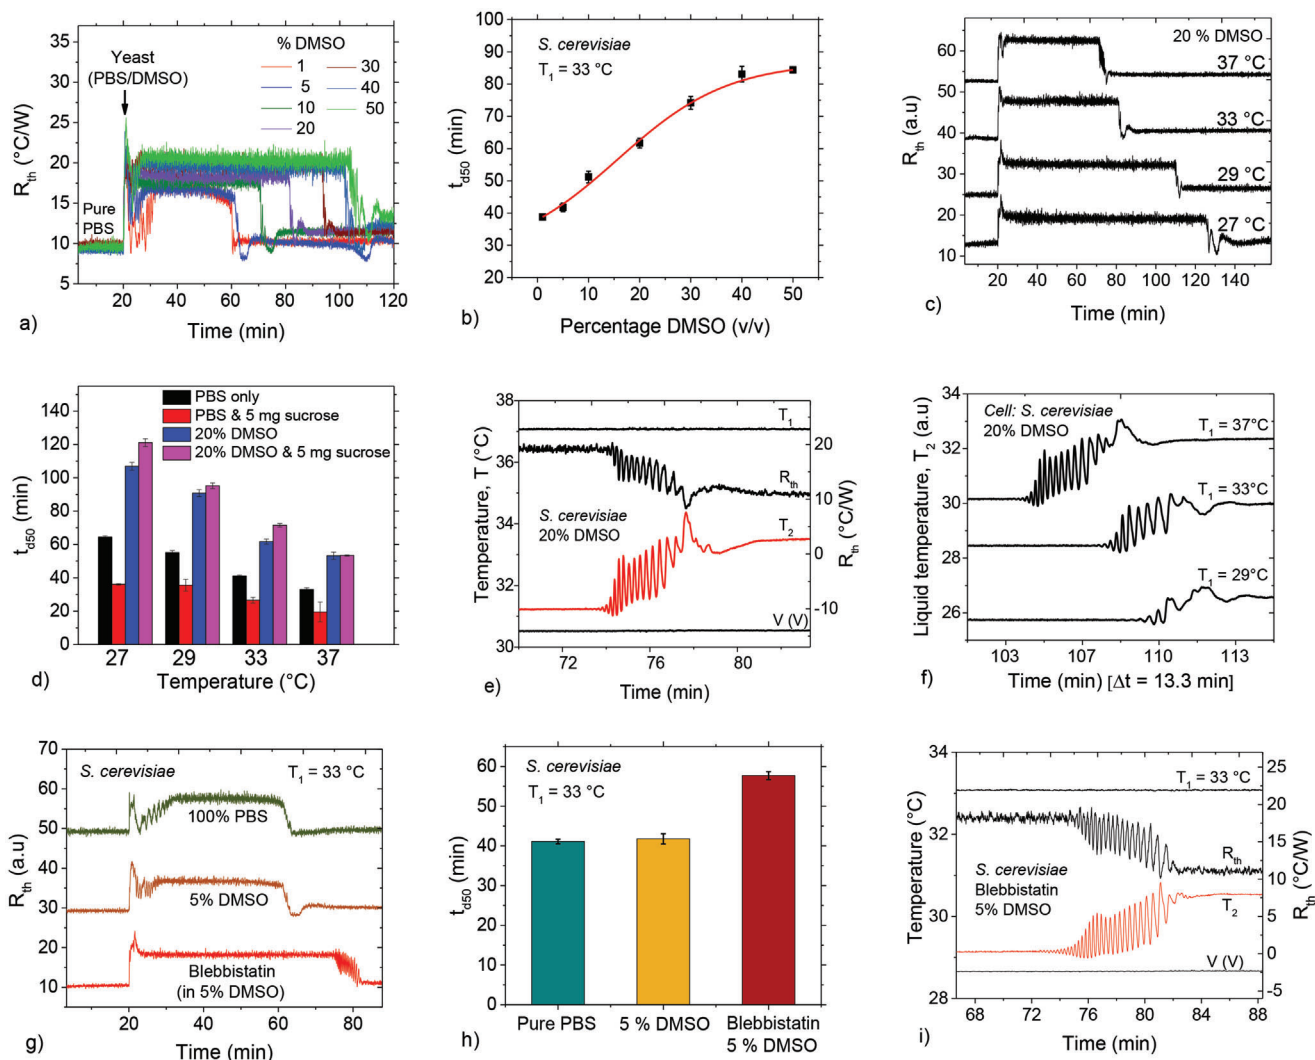 % DMSO
1 30
5 40
10 50
20
Yeast
(PBS/DMSO)
Pure
PBS
35
30
25
20
15
10
5
R_th (°C/W)
0 20 40 60 80 100 120
Time (min)
a)
S. cerevisiae
T_1 = 33 °C
100
90
80
70
60
50
40
30
20
t_d50 (min)
0 10 20 30 40 50
Percentage DMSO (v/v)
b)
20 % DMSO
37 °C
33 °C
29 °C
27 °C
60
50
40
30
20
10
R_th (a.u)
20 40 60 80 100 120 140
Time (min)
c)
PBS only
PBS & 5 mg sucrose
20% DMSO
20% DMSO & 5 mg sucrose
140
120
100
80
60
40
20
0
t_d50 (min)
27 29 33 37
Temperature (°C)
d)
38
36
34
32
31
Temperature, T (°C)
T_1
R_th
T_2
V (V)
S. cerevisiae
20% DMSO
20
10
0
-10
R_th (°C/W)
72 76 80
Time (min)
e)
Cell: S. cerevisiae
20% DMSO
T_1 = 37°C
T_1 = 33°C
T_1 = 29°C
34
32
30
28
26
Liquid temperature, T_2 (a.u)
103 107 110 113
Time (min) [Δt = 13.3 min]
f)
S. cerevisiae
T_1 = 33 °C
100% PBS
5% DMSO
Blebbistatin
(in 5% DMSO)
70
60
50
40
30
20
10
R_th (a.u)
20 40 60 80
Time (min)
g)
S. cerevisiae
T_1 = 33 °C
60
50
40
30
20
10
0
t_d50 (min)
Pure PBS 5 % DMSO Blebbistatin
5 % DMSO
h)
34
32
30
28
Temperature (°C)
T_1 = 33 °C
R_th
T_2
V (V)
S. cerevisiae
Blebbistatin
5% DMSO
25
20
15
10
5
0
-5
R_th (°C/W)
68 72 76 80 84 88
Time (min)
i)